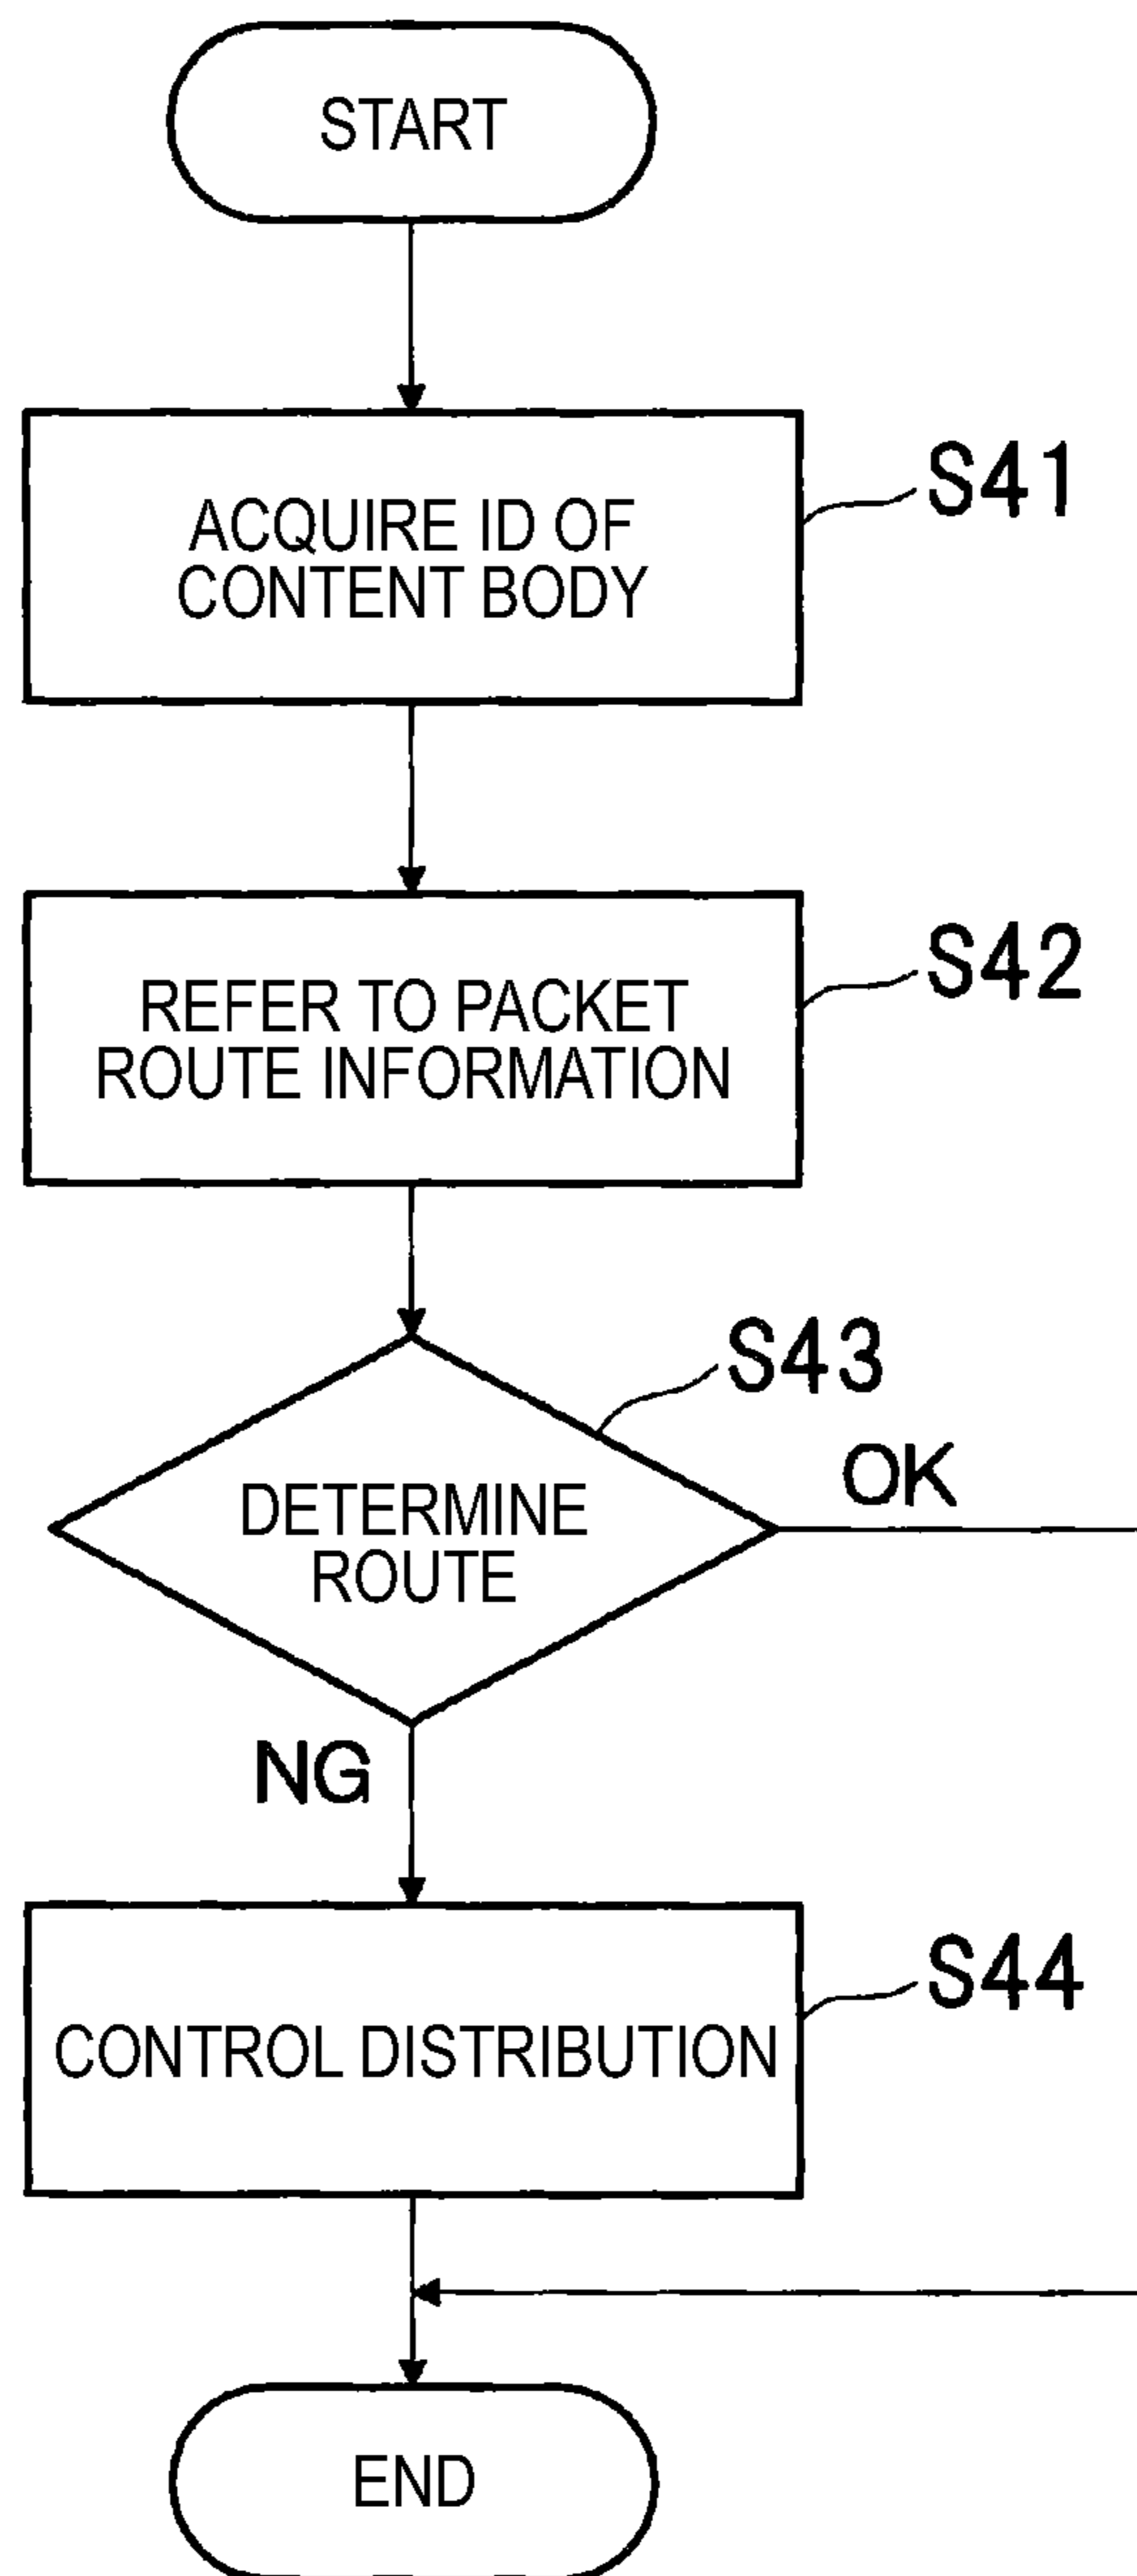 START
ACQUIRE ID OF
CONTENT BODY
S41
REFER TO PACKET
ROUTE INFORMATION
S42
S43
DETERMINE
ROUTE
OK
NG
CONTROL DISTRIBUTION
S44
END